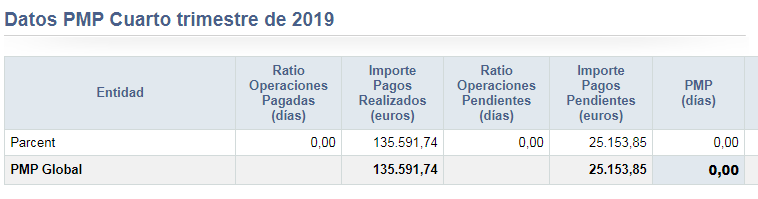 Datos PMP Cuarto trimestre de 2019
Entidad
Ratio
Operaciones
Pagadas
(días)
Importe
Pagos
Realizados
(euros)
Ratio
Operaciones
Pendientes
(días)
Importe
Pagos
Pendientes
(euros)
PMP
(días)
Parcent 0,00 135.591,74 0,00 25.153,85 0,00
PMP Global 135.591,74 25.153,85 0,00